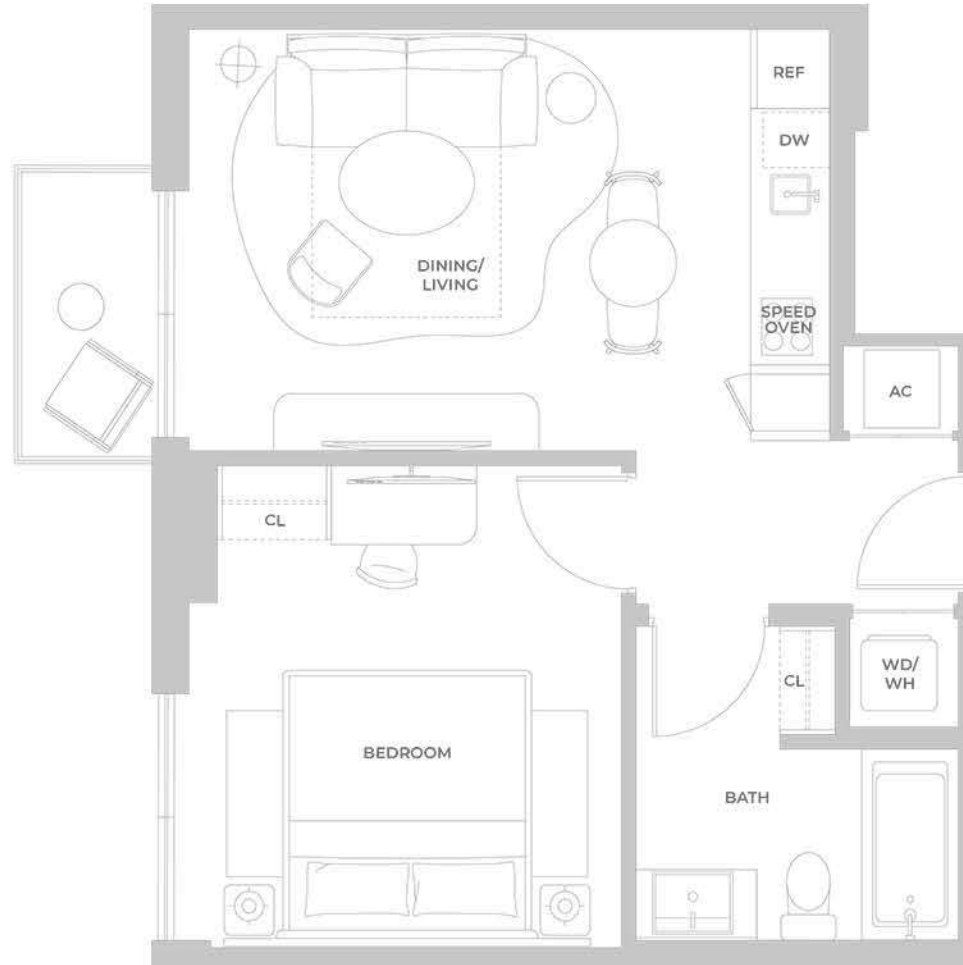 REF
DW
DINING/
LIVING
SPEED
OVEN
AC
CL
WD/
WH
CL
BEDROOM
BATH